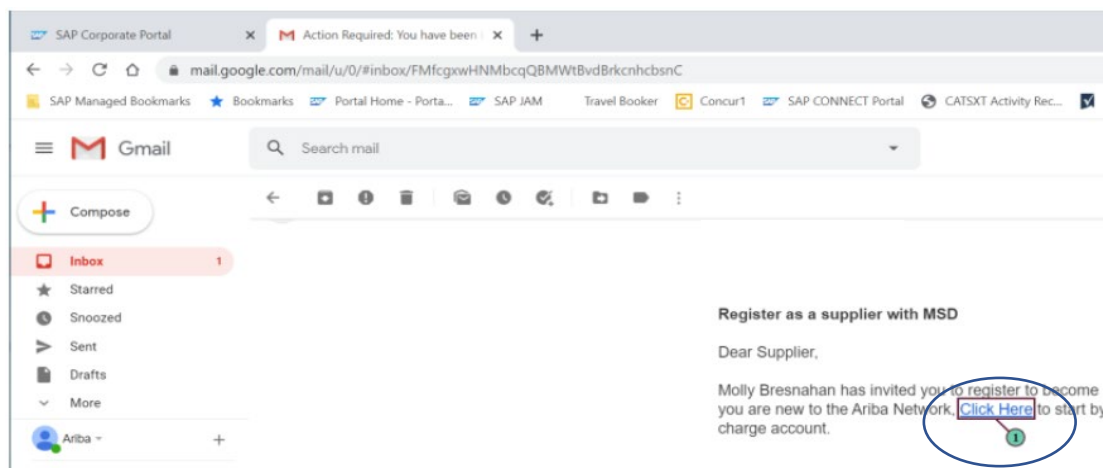 SAP Corporate Portal
Action Required: You have been
mail.google.com/mail/u/0/#inbox/FMfcgxwHNMbcqQBMWtBvdBrkcnhcbsnC
SAP Managed Bookmarks Bookmarks Portal Home - Porta... SAP JAM Travel Booker C Concur1 SAP CONNECT Portal CATSXT Activity Rec...
Gmail
Search mail
Compose
Inbox 1
Starred
Snoozed
Sent
Drafts
More
Ariba
Register as a supplier with MSD
Dear Supplier,
Molly Bresnahan has invited you to register to become
you are new to the Ariba Network, Click Here to start by
charge account.
1